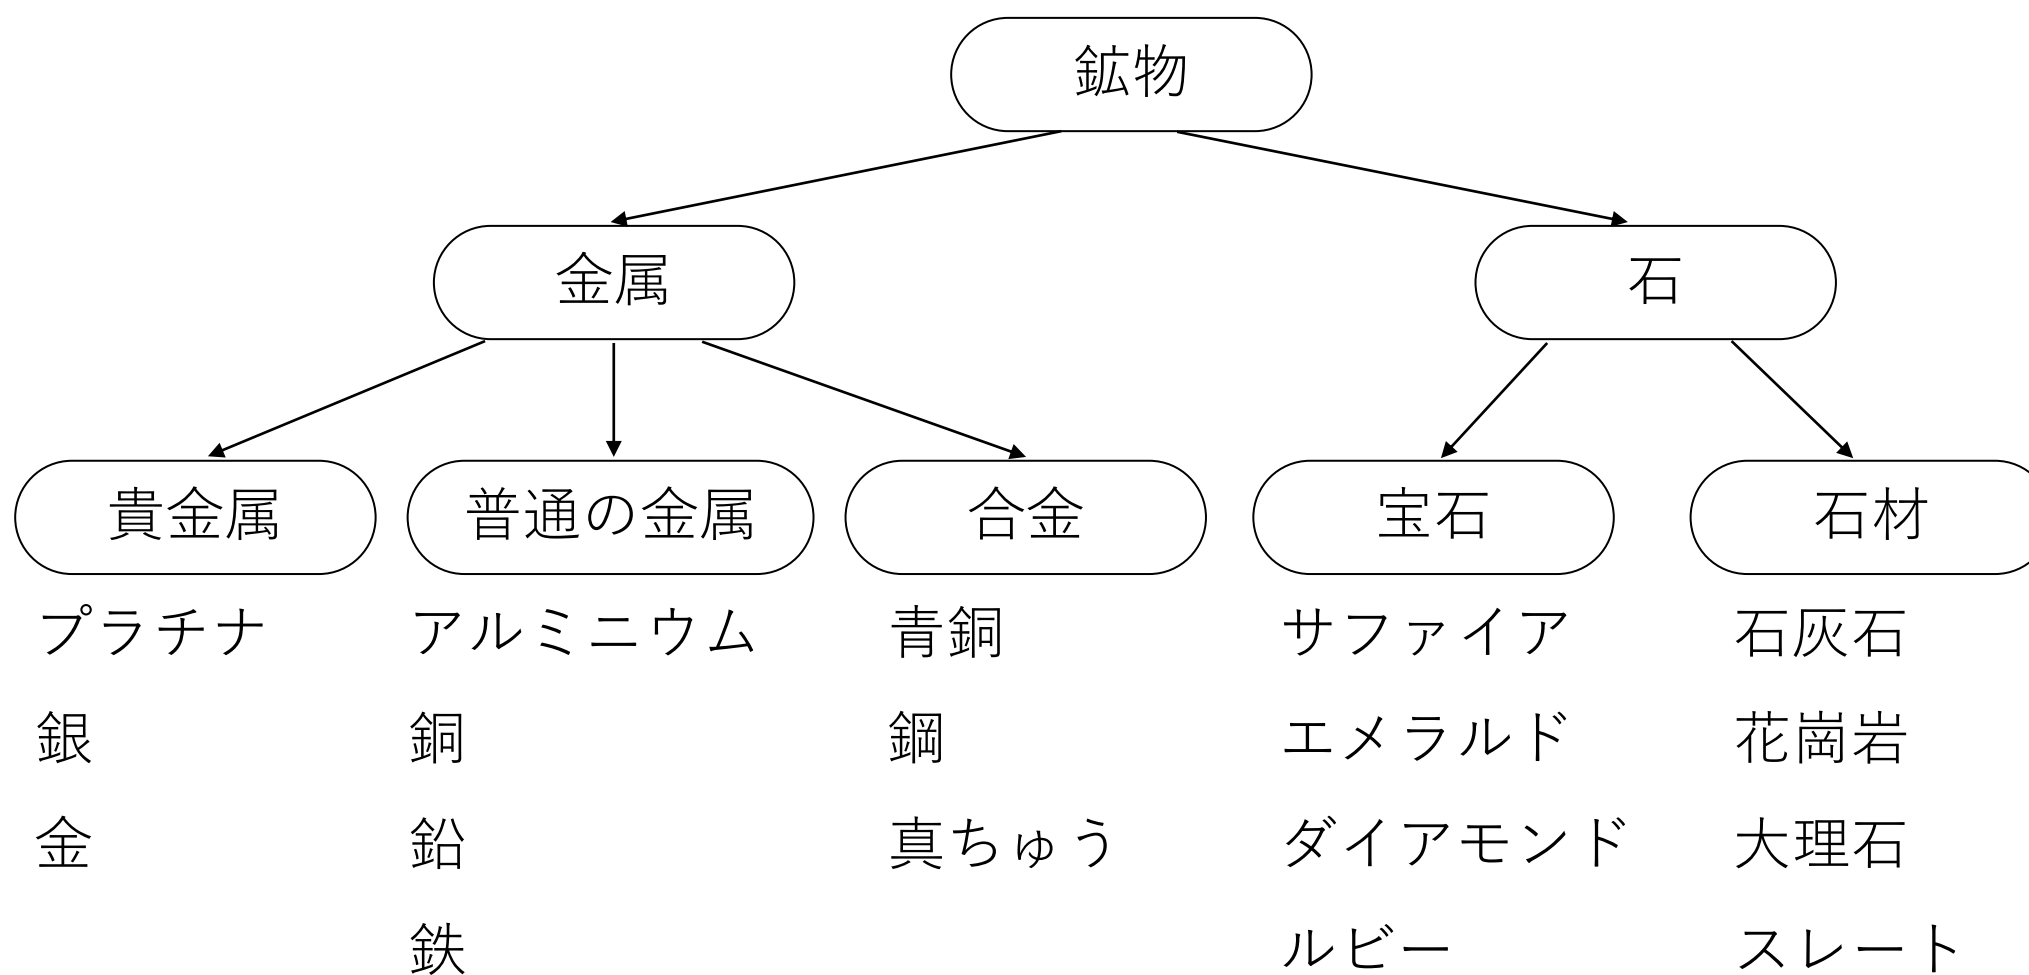 鉱物
金属
石
貴金属
普通の金属
合金
宝石
石材
プラチナ
銀
金
アルミニウム
銅
鉛
鉄
青銅
鋼
真ちゅう
サファイア
エメラルド
ダイアモンド
ルビー
石灰石
花崗岩
大理石
スレート